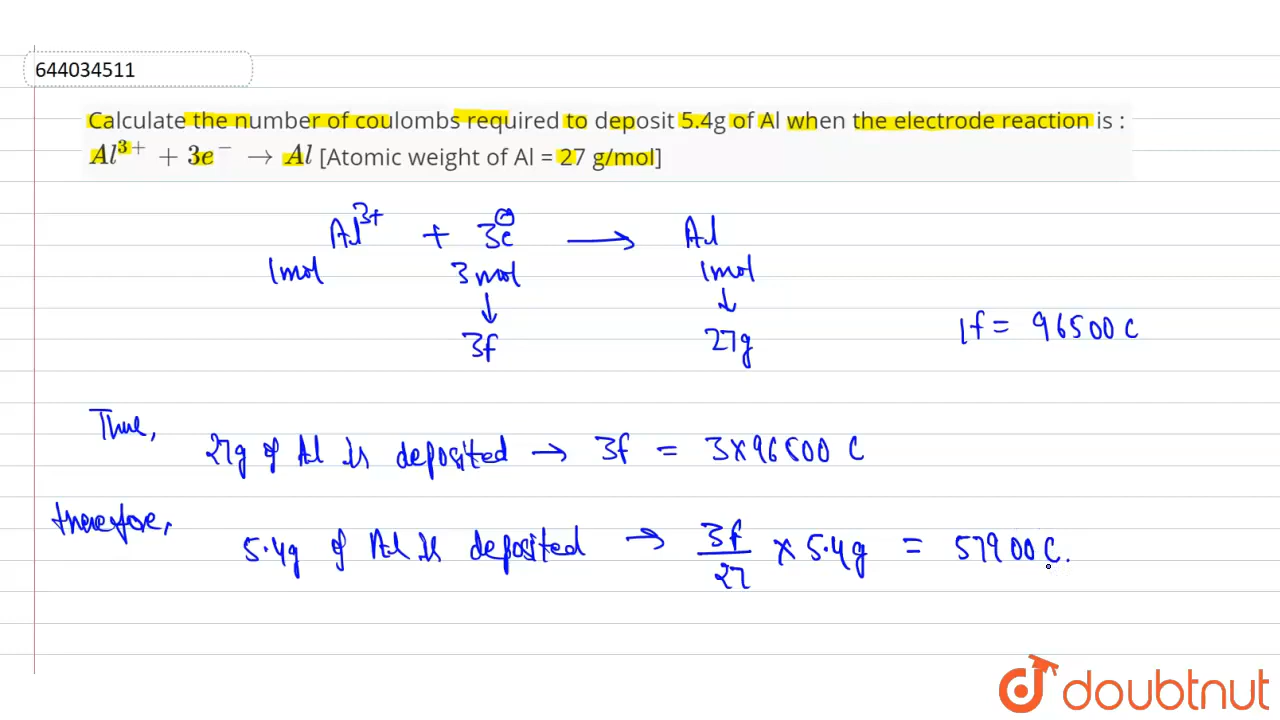 644034511
Calculate the number of coulombs required to deposit 5.4g of Al when the electrode reaction is :
Al³⁺ + 3e⁻ → Al [Atomic weight of Al = 27 g/mol]
Al³⁺ + 3e⊖ → Al
1mol 3 mol 1mol
↓ ↓
3f 27g
1f = 96500 C
Thus,
27g of Al is deposited → 3f = 3×96500 C
therefore,
5.4g of Al is deposited → 3f/27 × 5.4g = 57900 C.
doubtnut